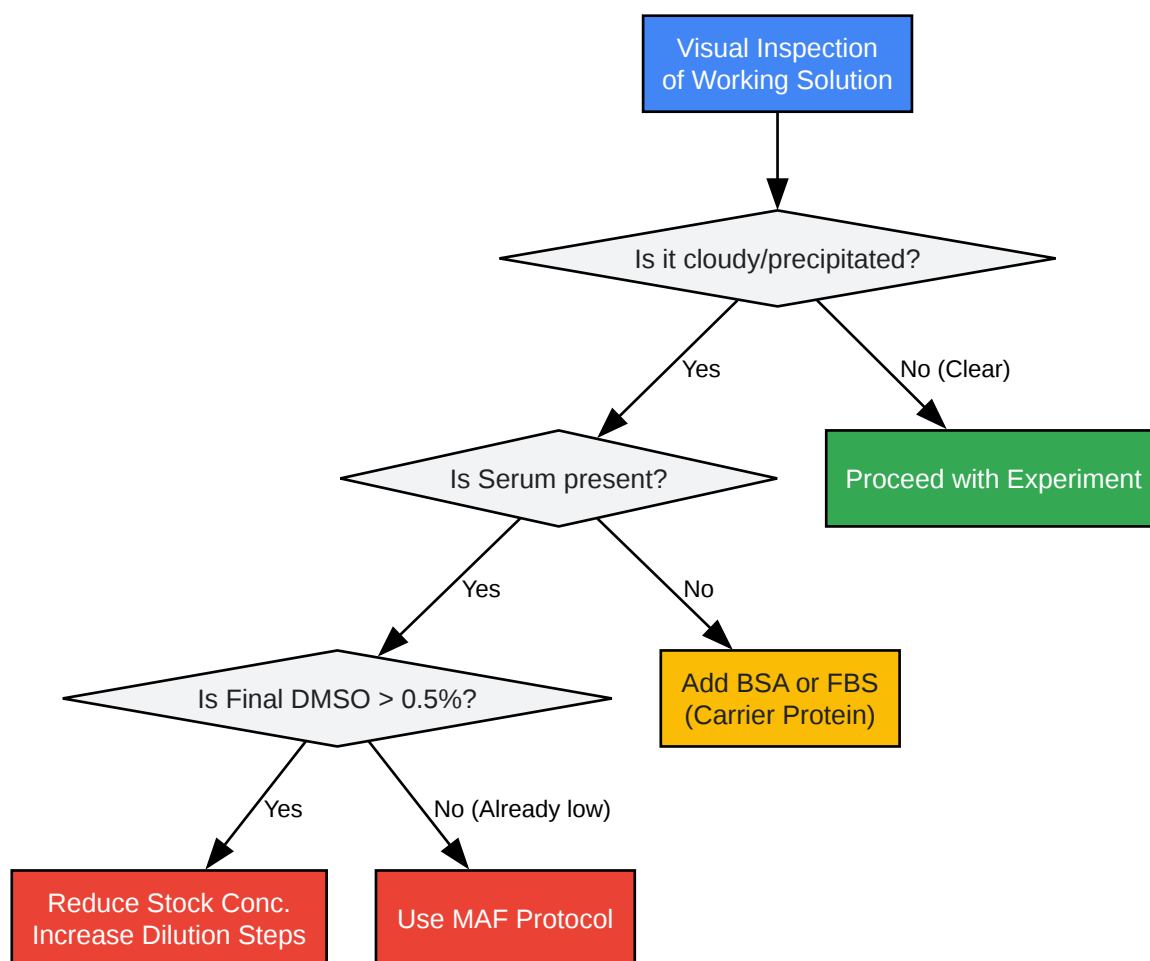 Visual Inspection
of Working Solution
Is it cloudy/precipitated?
Yes
No (Clear)
Is Serum present?
Proceed with Experiment
Yes
No
Is Final DMSO > 0.5%?
Add BSA or FBS
(Carrier Protein)
Yes
No (Already low)
Reduce Stock Conc.
Increase Dilution Steps
Use MAF Protocol